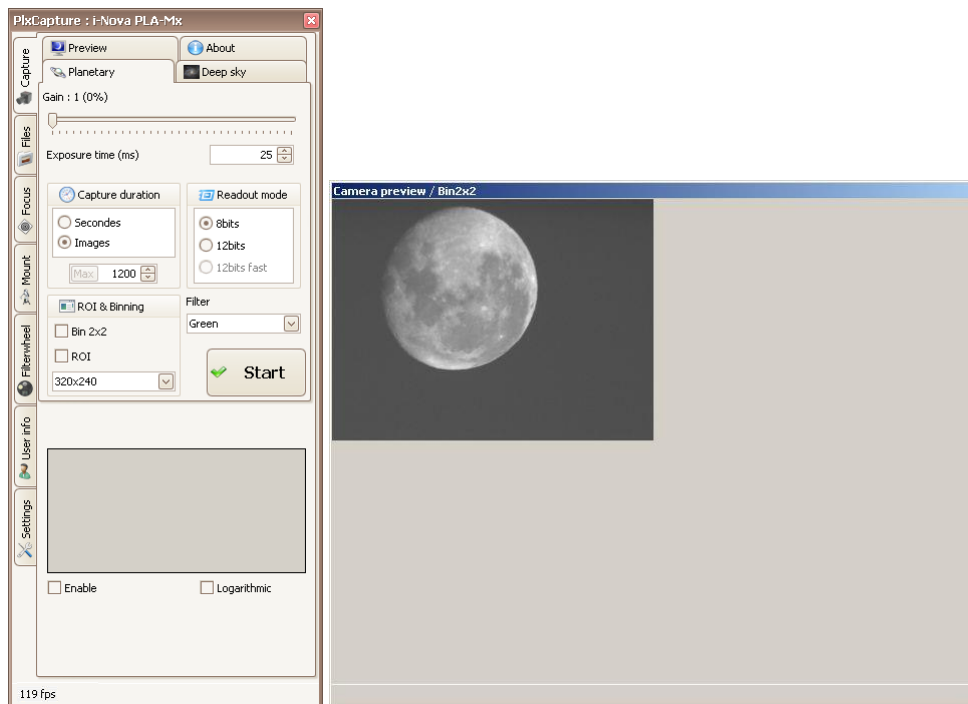 PlxCapture : i-Nova PLA-Mx
Capture
Files
Focus
Mount
Filterwheel
User info
Settings
Preview
About
Planetary
Deep sky
Gain : 1 (0%)
Exposure time (ms)
25
Capture duration
Secondes
Images
Max
1200
Readout mode
8bits
12bits
12bits fast
ROI & Binning
Bin 2x2
ROI
320x240
Filter
Green
Start
Enable
Logarithmic
119 fps
Camera preview / Bin2x2